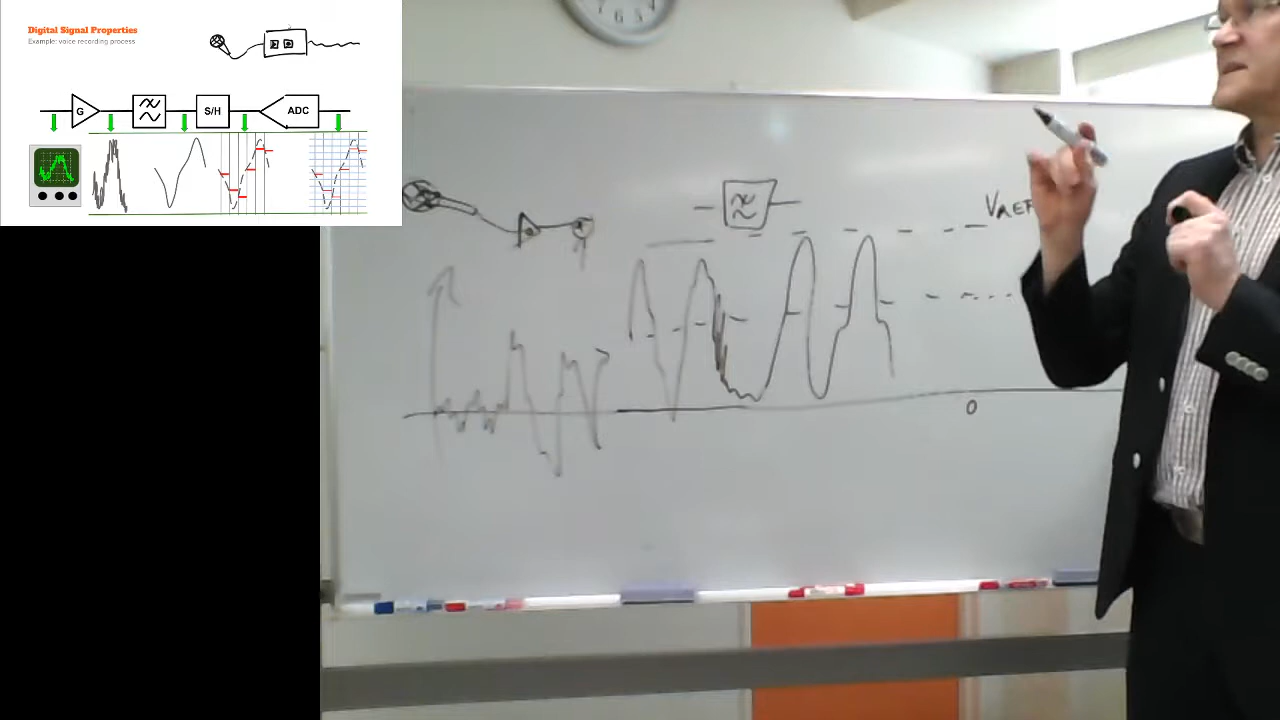 Digital Signal Properties
Example: voice recording process
G
S/H
ADC
VREF
0